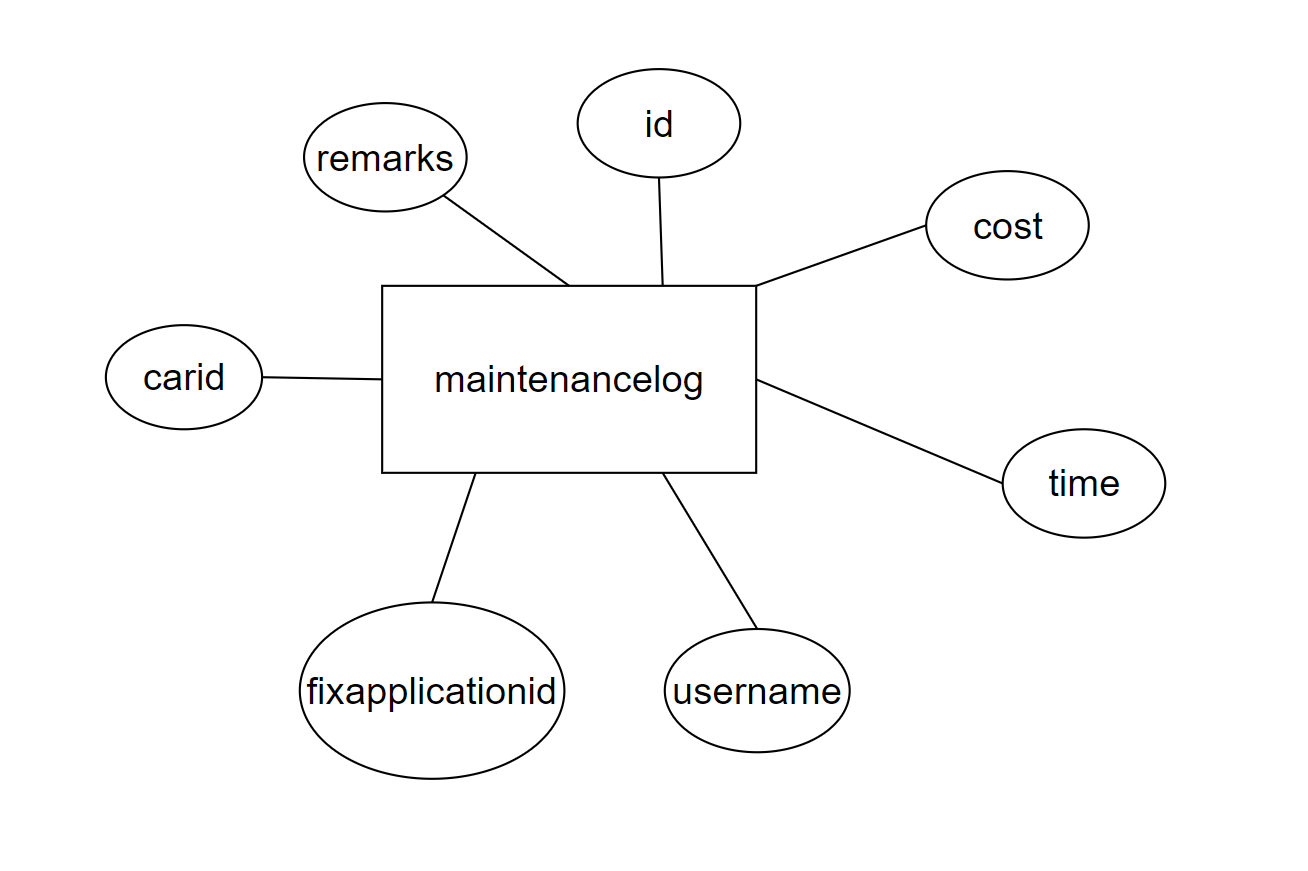 id
remarks
cost
carid
maintenancelog
time
fixapplicationid
username